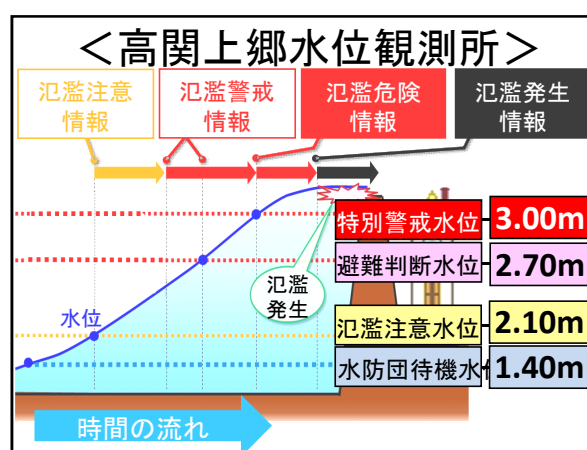 ＜高関上郷水位観測所＞
氾濫注意
情報
氾濫警戒
情報
氾濫危険
情報
氾濫発生
情報
特別警戒水位
3.00m
避難判断水位
2.70m
氾濫
発生
水位
氾濫注意水位
2.10m
水防団待機水
1.40m
時間の流れ